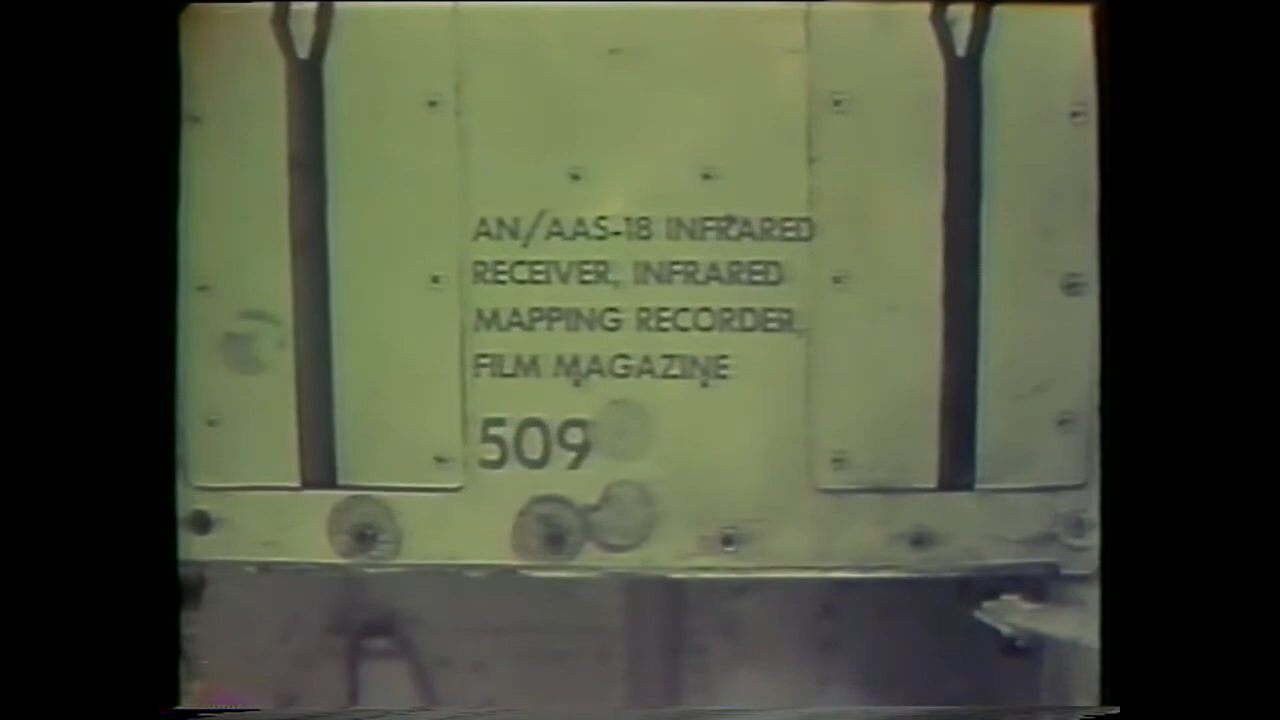 AN/AAS-18 INFRARED
RECEIVER, INFRARED
MAPPING RECORDER,
FILM MAGAZINE
509